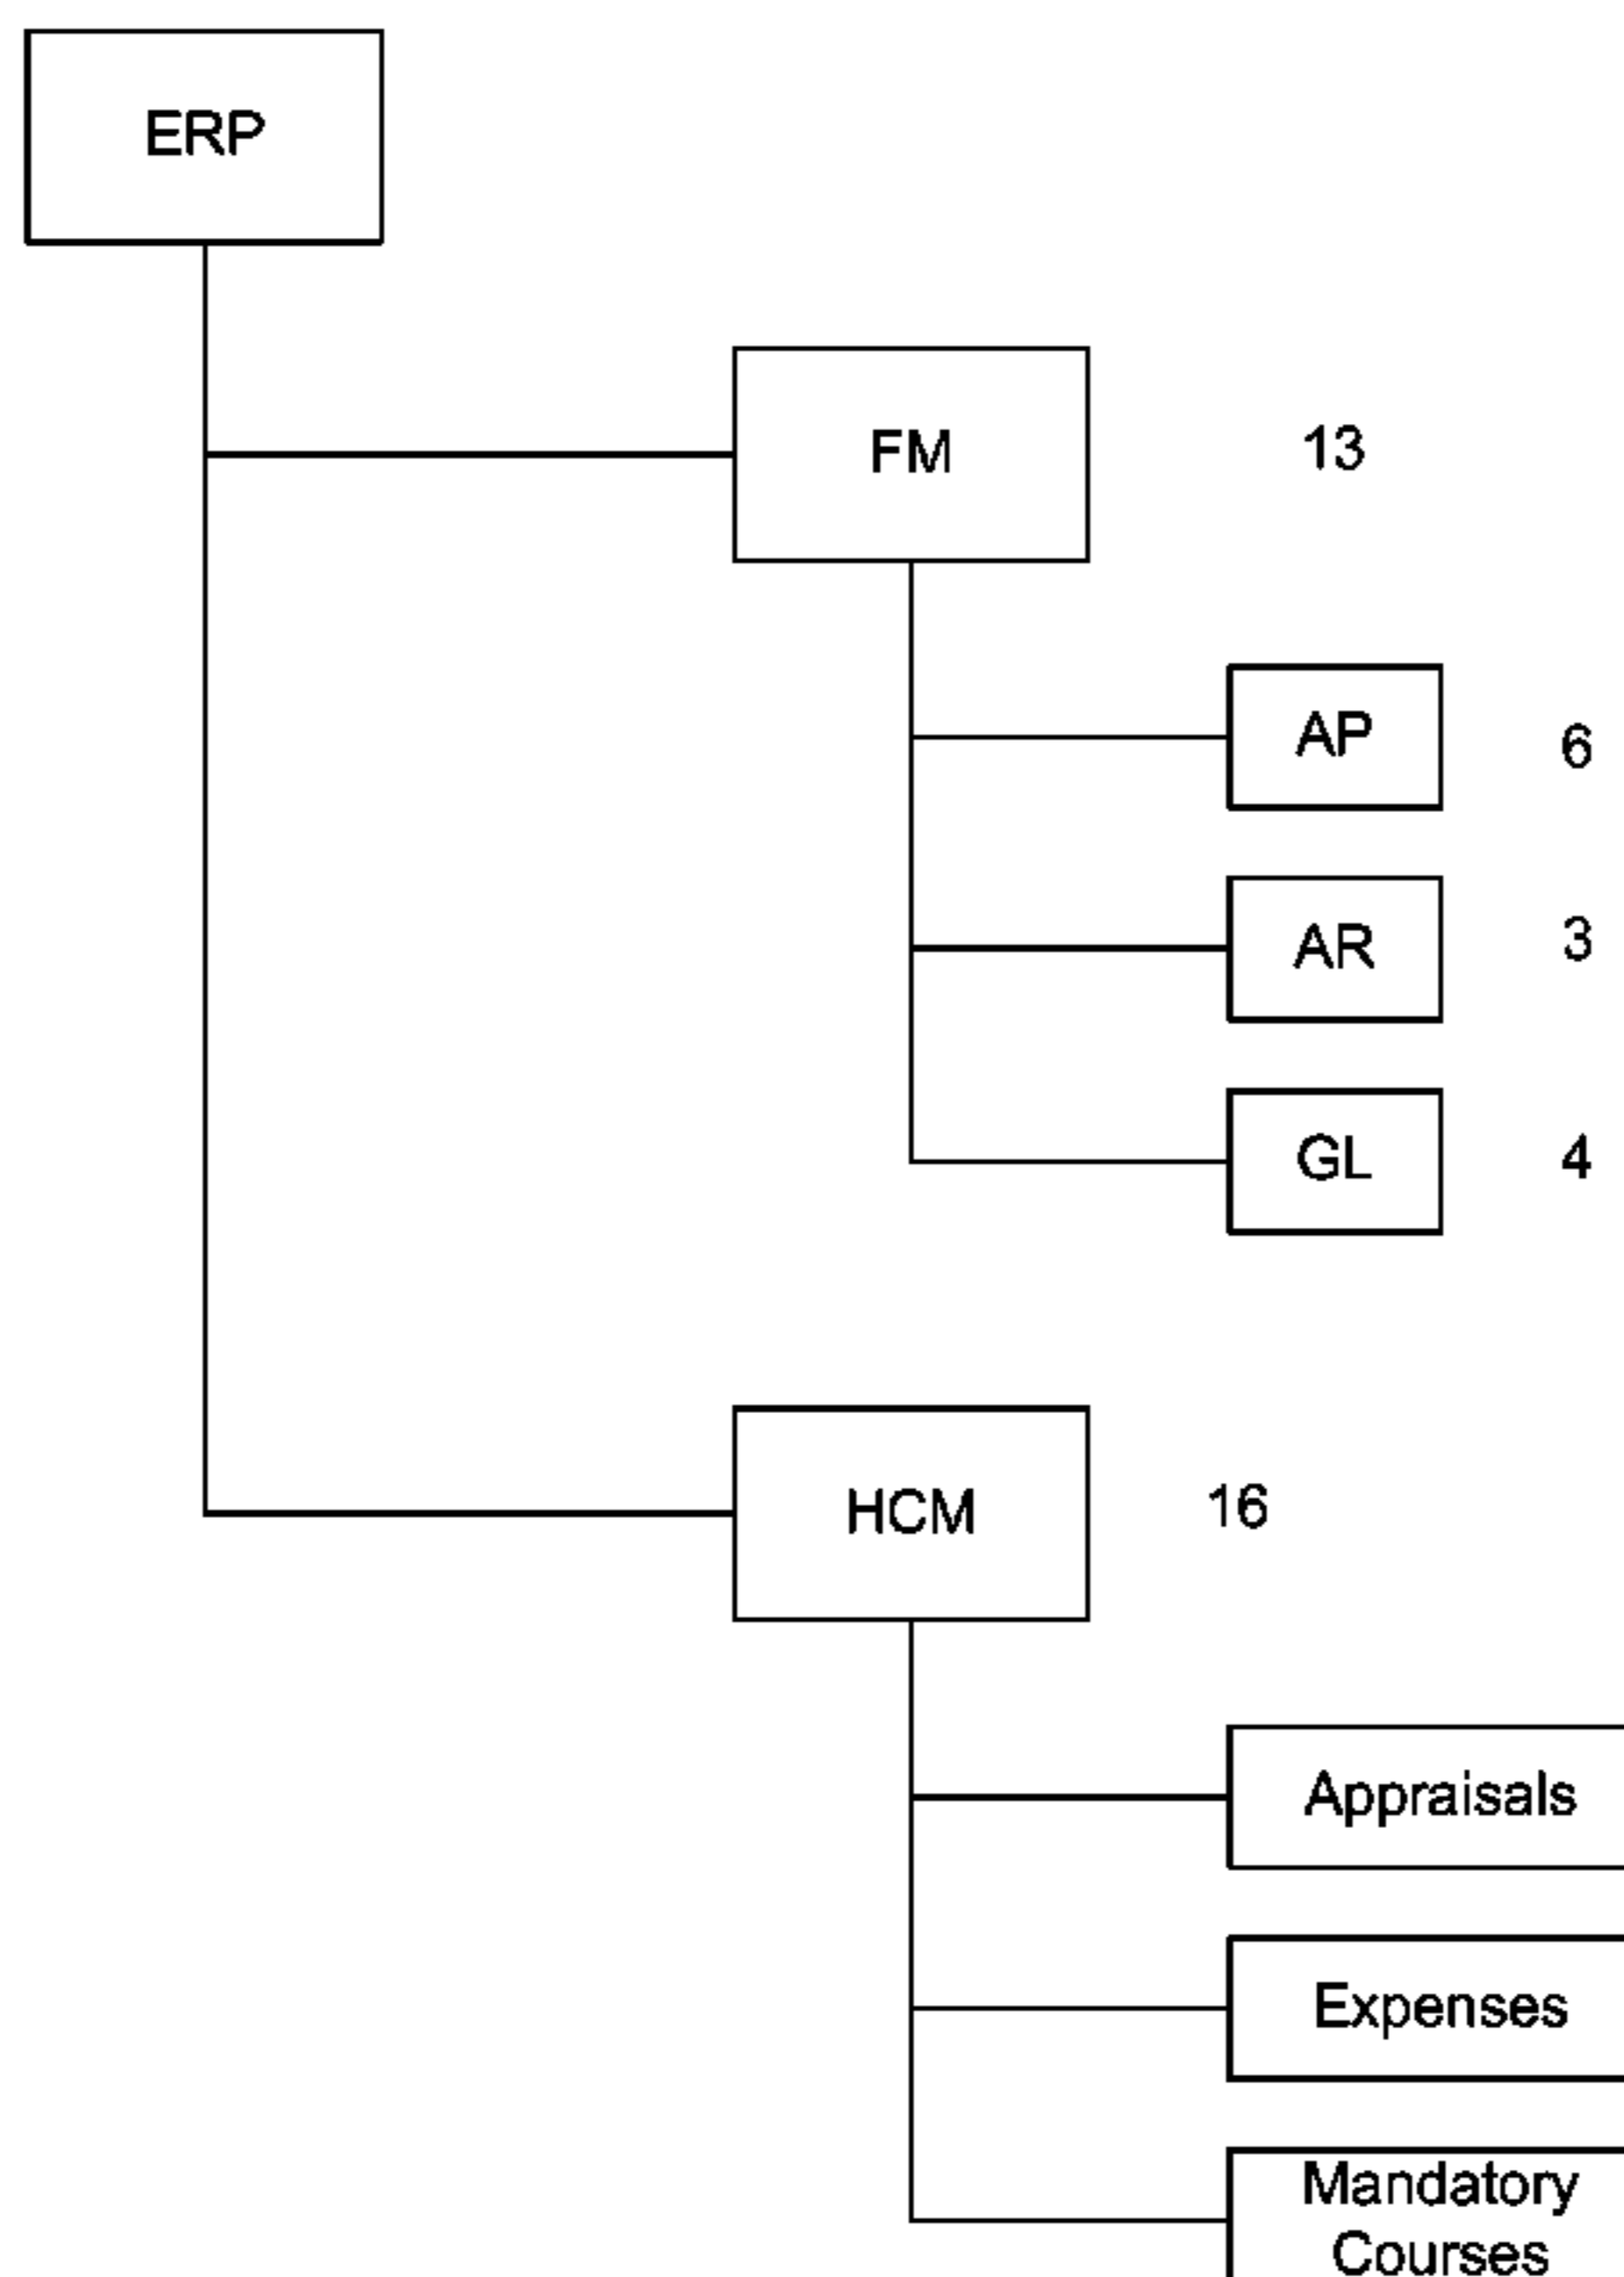 ERP
FM
13
AP
6
AR
3
GL
4
HCM
16
Appraisals
Expenses
Mandatory
Courses